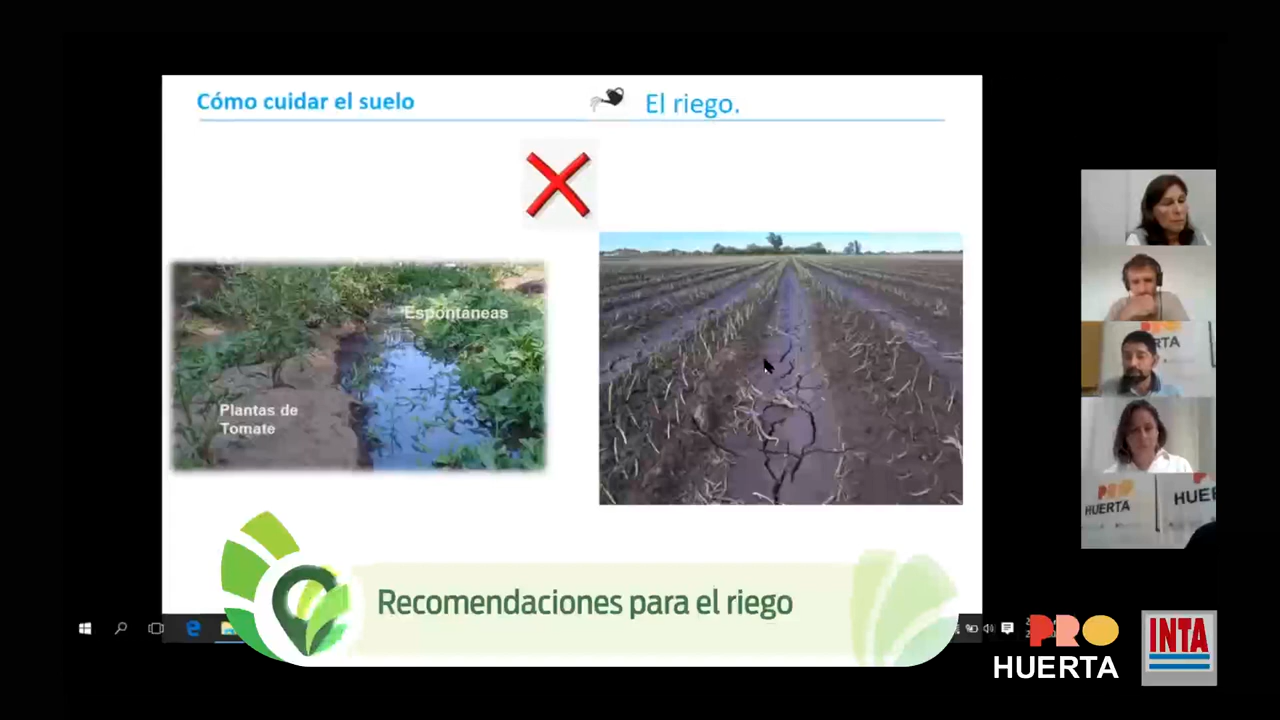 Cómo cuidar el suelo
El riego.
Espontáneas
Plantas de
Tomate
Recomendaciones para el riego
HUERTA
HUERTA
PRO
HUERTA
INTA